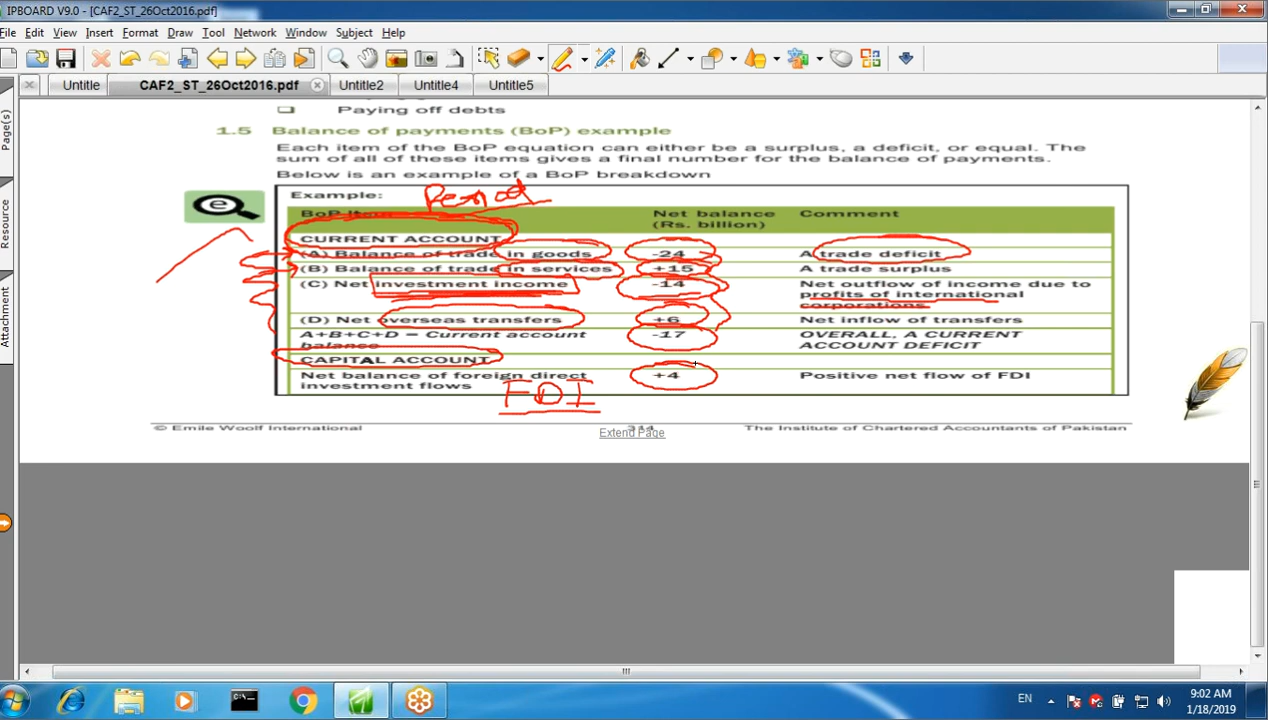 IPBOARD V9.0 - [CAF2_ST_26Oct2016.pdf]
File Edit View Insert Format Draw Tool Network Window Subject Help
Untitle CAF2_ST_26Oct2016.pdf Untitle2 Untitle4 Untitle5
Page(s)
Resource
Attachment
Paying off debts
1.5 Balance of payments (BoP) example
Each item of the BoP equation can either be a surplus, a deficit, or equal. The
sum of all of these items gives a final number for the balance of payments.
Below is an example of a BoP breakdown
Example:
Period
BoP Item Net balance Comment
(Rs. billion)
CURRENT ACCOUNT
(A) Balance of trade in goods -24 A trade deficit
(B) Balance of trade in services +15 A trade surplus
(C) Net investment income -14 Net outflow of income due to
profits of international
corporations
(D) Net overseas transfers +6 Net inflow of transfers
A+B+C+D = Current account -17 OVERALL, A CURRENT
balance ACCOUNT DEFICIT
CAPITAL ACCOUNT
Net balance of foreign direct +4 Positive net flow of FDI
investment flows
FDI
© Emile Woolf International 314 The Institute of Chartered Accountants of Pakistan
Extend Page
EN 9:02 AM
1/18/2019